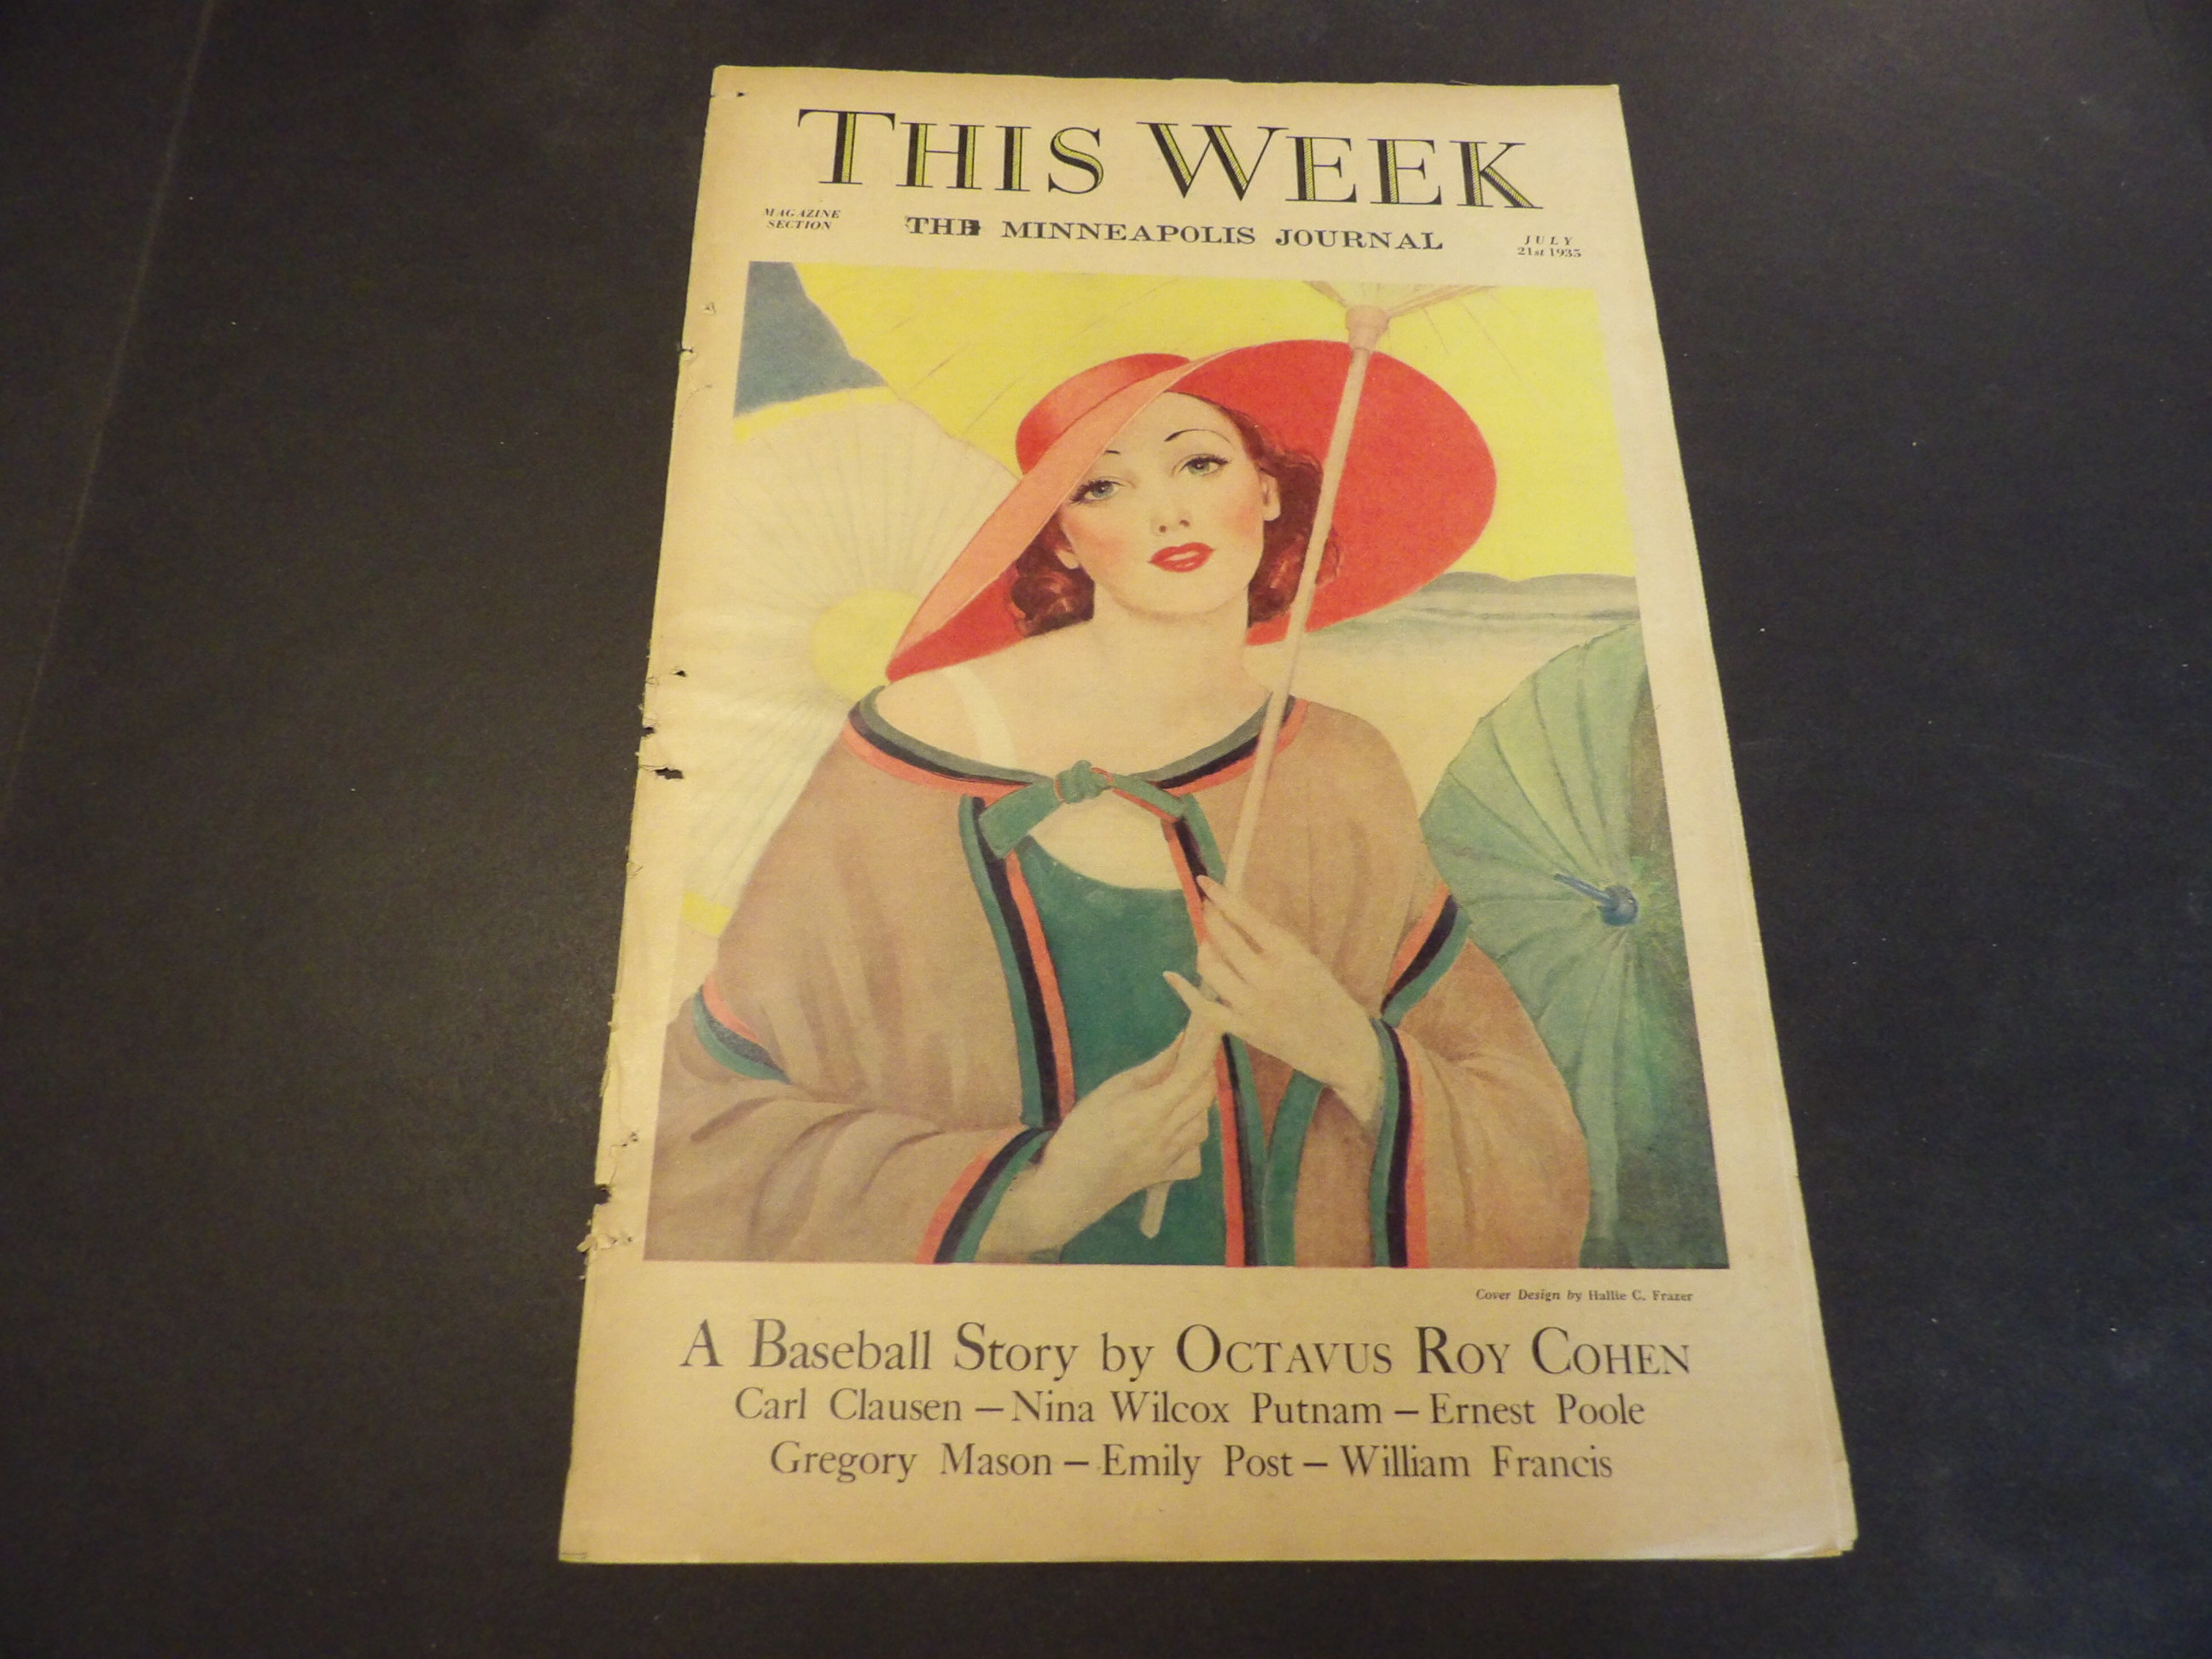 THIS WEEK
MAGAZINE
SECTION
THE MINNEAPOLIS JOURNAL
JULY
21st 1935
Cover Design by Hallie C. Frazer
A Baseball Story by OCTAVUS ROY COHEN
Carl Clausen — Nina Wilcox Putnam — Ernest Poole
Gregory Mason — Emily Post — William Francis